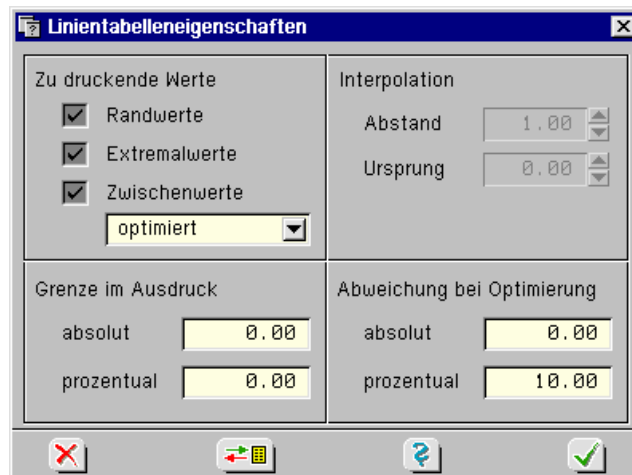 Linientabelleneigenschaften
Zu druckende Werte
Randwerte
Extremalwerte
Zwischenwerte
optimiert
Interpolation
Abstand 1.00
Ursprung 0.00
Grenze im Ausdruck
absolut 0.00
prozentual 0.00
Abweichung bei Optimierung
absolut 0.00
prozentual 10.00